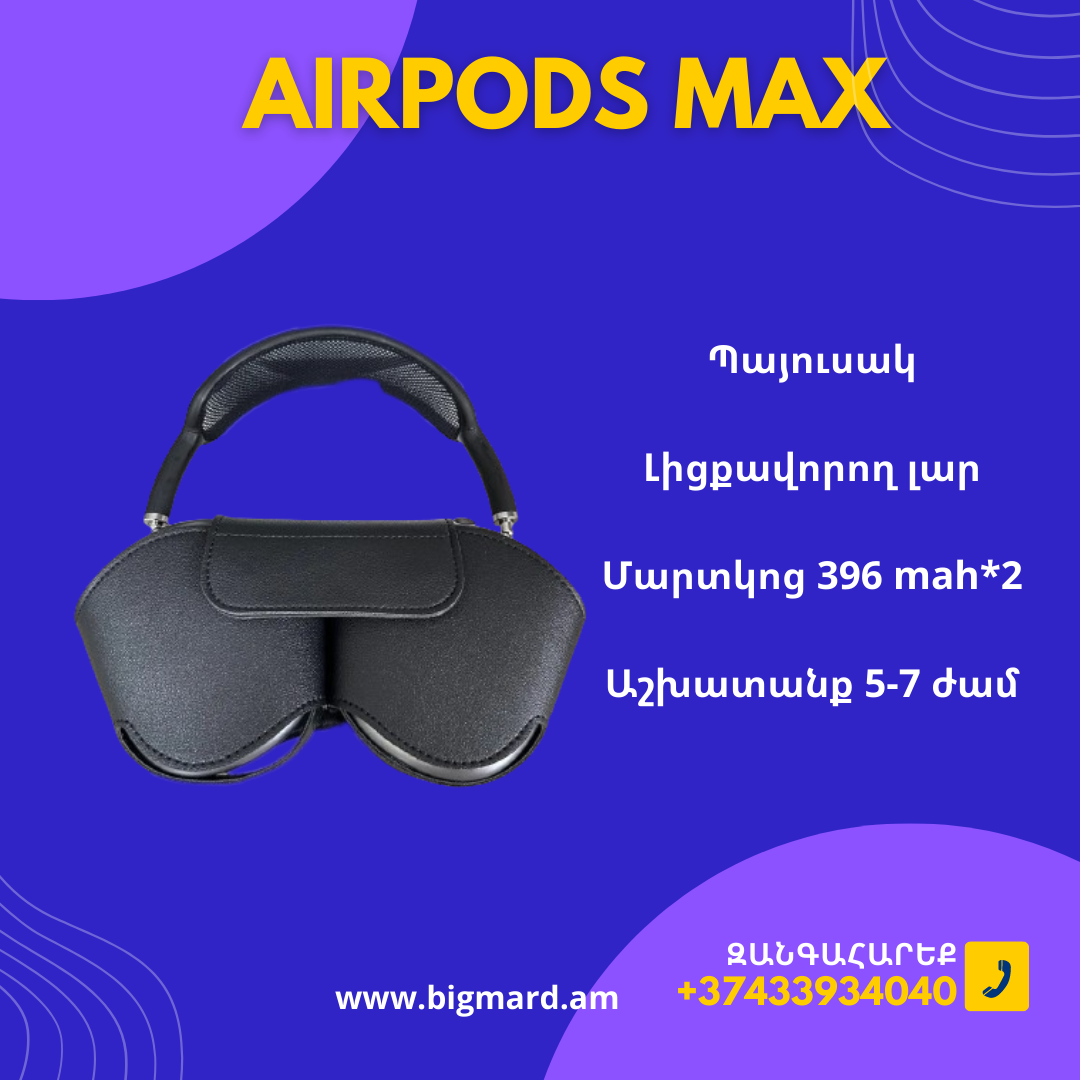 AIRPODS MAX
Պայուսակ
Լիցքավորող լար
Մարտկոց 396 mah*2
Աշխատանք 5-7 ժամ
ԶԱՆԳԱՀԱՐԵՔ
+37433934040
www.bigmard.am